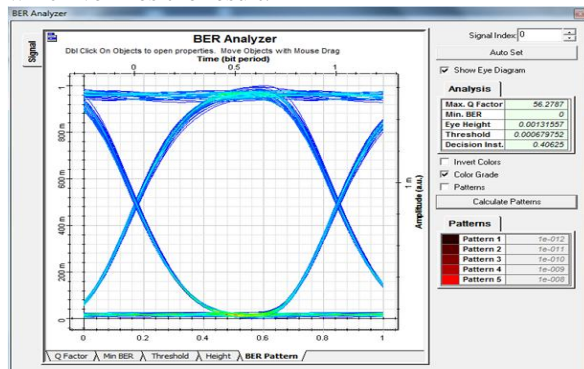 BER Analyzer
Signal
BER Analyzer
Dbl Click On Objects to open properties. Move Objects with Mouse Drag
Time (bit period)
0 1
1
800 m
600 m
400 m
200 m
0
1 m
Amplitude (a.u.)
0 0.2 0.4 0.6 0.8 1
Q Factor Min BER Threshold Height BER Pattern
Signal Index: 0
Auto Set
Show Eye Diagram
Analysis
Max. Q Factor 56.2787
Min. BER 0
Eye Height 0.00131557
Threshold 0.000679752
Decision Inst. 0.40625
Invert Colors
Color Grade
Patterns
Calculate Patterns
Patterns
Pattern 1 1e-012
Pattern 2 1e-011
Pattern 3 1e-010
Pattern 4 1e-009
Pattern 5 1e-008